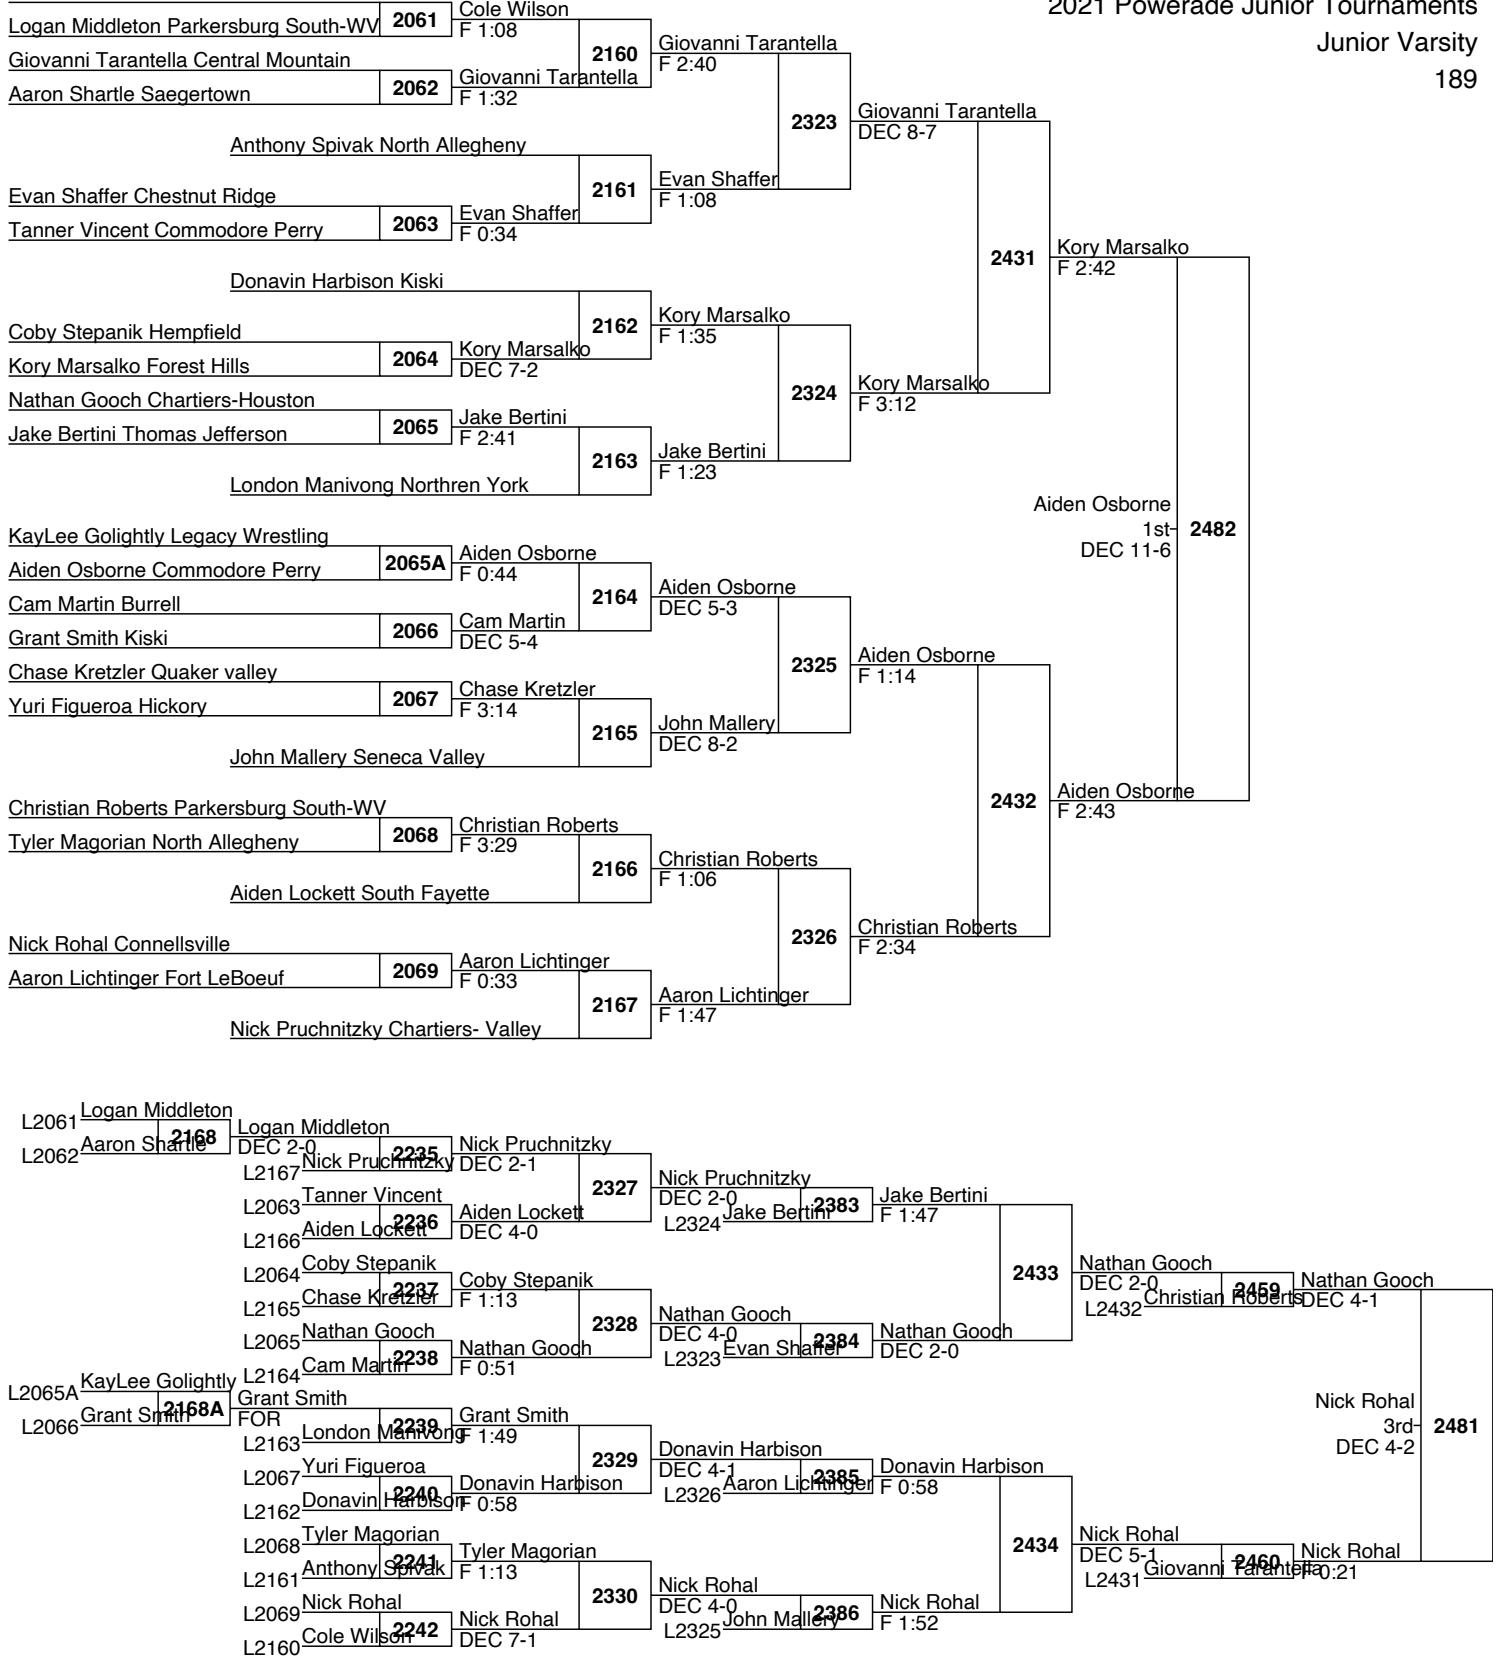 2021 Powerade Junior Tournaments
Junior Varsity
189
Cole Wilson
Logan Middleton Parkersburg South-WV
2061
F 1:08
Giovanni Tarantella Central Mountain
2160
Giovanni Tarantella
F 2:40
Aaron Shartle Saegertown
2062
Giovanni Tarantella
F 1:32
2323
Giovanni Tarantella
DEC 8-7
Anthony Spivak North Allegheny
2161
Evan Shaffer
F 1:08
Evan Shaffer Chestnut Ridge
2063
Evan Shaffer
F 0:34
Tanner Vincent Commodore Perry
2431
Kory Marsalko
F 2:42
Donavin Harbison Kiski
2162
Kory Marsalko
F 1:35
Coby Stepanik Hempfield
2064
Kory Marsalko
DEC 7-2
Kory Marsalko Forest Hills
2324
Kory Marsalko
F 3:12
Nathan Gooch Chartiers-Houston
2065
Jake Bertini
F 2:41
Jake Bertini Thomas Jefferson
2163
Jake Bertini
F 1:23
London Manivong Northren York
Aiden Osborne
1st
DEC 11-6
2482
KayLee Golightly Legacy Wrestling
2065A
Aiden Osborne
F 0:44
Aiden Osborne Commodore Perry
2164
Aiden Osborne
DEC 5-3
Cam Martin Burrell
2066
Cam Martin
DEC 5-4
Grant Smith Kiski
2325
Aiden Osborne
F 1:14
Chase Kretzler Quaker valley
2067
Chase Kretzler
F 3:14
Yuri Figueroa Hickory
2165
John Mallery
DEC 8-2
John Mallery Seneca Valley
2432
Aiden Osborne
F 2:43
Christian Roberts Parkersburg South-WV
2068
Christian Roberts
F 3:29
Tyler Magorian North Allegheny
2166
Christian Roberts
F 1:06
Aiden Lockett South Fayette
2326
Christian Roberts
F 2:34
Nick Rohal Connellsville
2069
Aaron Lichtinger
F 0:33
Aaron Lichtinger Fort LeBoeuf
2167
Aaron Lichtinger
F 1:47
Nick Pruchnitzky Chartiers- Valley
L2061
Logan Middleton
2168
Logan Middleton
DEC 2-0
L2062
Aaron Shartle
L2167
Nick Pruchnitzky
2235
Nick Pruchnitzky
DEC 2-1
2327
Nick Pruchnitzky
DEC 2-0
L2063
Tanner Vincent
2236
Aiden Lockett
DEC 4-0
L2166
Aiden Lockett
L2324
Jake Bertini
2383
Jake Bertini
F 1:47
L2064
Coby Stepanik
2237
Coby Stepanik
F 1:13
L2165
Chase Kretzler
2433
Nathan Gooch
DEC 2-0
L2432
Christian Roberts
2459
Nathan Gooch
DEC 4-1
2328
Nathan Gooch
DEC 4-0
L2065
Nathan Gooch
2238
Nathan Gooch
F 0:51
L2164
Cam Martin
L2323
Evan Shaffer
2384
Nathan Gooch
DEC 2-0
L2065A
KayLee Golightly
2168A
Grant Smith
FOR
L2066
Grant Smith
L2163
London Manivong
2239
Grant Smith
F 1:49
Nick Rohal
3rd
DEC 4-2
2481
2329
Donavin Harbison
DEC 4-1
L2067
Yuri Figueroa
2240
Donavin Harbison
F 0:58
L2162
Donavin Harbison
L2326
Aaron Lichtinger
2385
Donavin Harbison
F 0:58
L2068
Tyler Magorian
2241
Tyler Magorian
F 1:13
L2161
Anthony Spivak
2434
Nick Rohal
DEC 5-1
L2431
Giovanni Tarantella
2460
Nick Rohal
F 0:21
2330
Nick Rohal
DEC 4-0
L2069
Nick Rohal
2242
Nick Rohal
DEC 7-1
L2160
Cole Wilson
L2325
John Mallery
2386
Nick Rohal
F 1:52